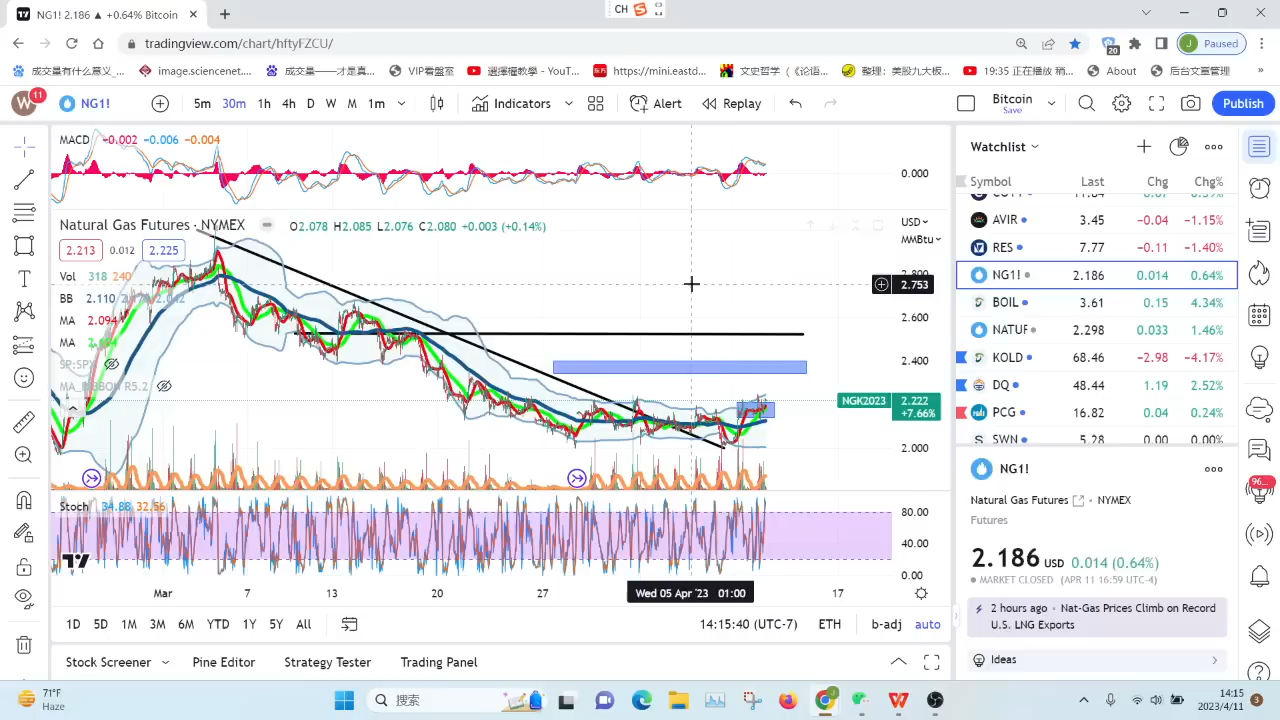 NG1! 2.186 ▲ +0.64% Bitcoin
CH
tradingview.com/chart/hftyFZCU/
20
J Paused
成交量有什么意义_...
image.sciencenet....
成交量——才是真...
VIP看盤室
選擇權教學 - YouT...
https://mini.eastd...
文史哲学（《论语...
整理：美股九大板...
19:35 正在播放 稍...
About
后台文章管理
»
W 11
NG1!
5m 30m 1h 4h D W M 1m
Indicators
Alert
Replay
Bitcoin
Save
Publish
MACD −0.002 −0.006 −0.004
0.000
Natural Gas Futures · NYMEX
O2.078 H2.085 L2.076 C2.080 +0.003 (+0.14%)
USD
MMBtu
2.213 0.012 2.225
Vol 318 240
BB 2.110
MA 2.094
MA
SP:SPX
MA_RIBBON R5.2
2.800
2.753
2.600
2.400
NGK2023 2.222
+7.66%
2.000
Stoch 34.88 32.56
80.00
40.00
0.00
Mar 7 13 20 27 Wed 05 Apr '23 01:00 17
1D 5D 1M 3M 6M YTD 1Y 5Y All
14:15:40 (UTC-7) ETH b-adj auto
Stock Screener Pine Editor Strategy Tester Trading Panel
Watchlist
Symbol Last Chg Chg%
AVIR 3.45 −0.04 −1.15%
RES 7.77 −0.11 −1.40%
NG1! 2.186 0.014 0.64%
BOIL 3.61 0.15 4.34%
NATUF 2.298 0.033 1.46%
KOLD 68.46 −2.98 −4.17%
DQ 48.44 1.19 2.52%
PCG 16.82 0.04 0.24%
SWN 5.28 0.00 0.00%
NG1!
Natural Gas Futures · NYMEX
Futures
2.186 USD 0.014 (0.64%)
MARKET CLOSED (APR 11 16:59 UTC-4)
2 hours ago · Nat-Gas Prices Climb on Record
U.S. LNG Exports
Ideas
96...
71°F
Haze
搜索
14:15
2023/4/11
3